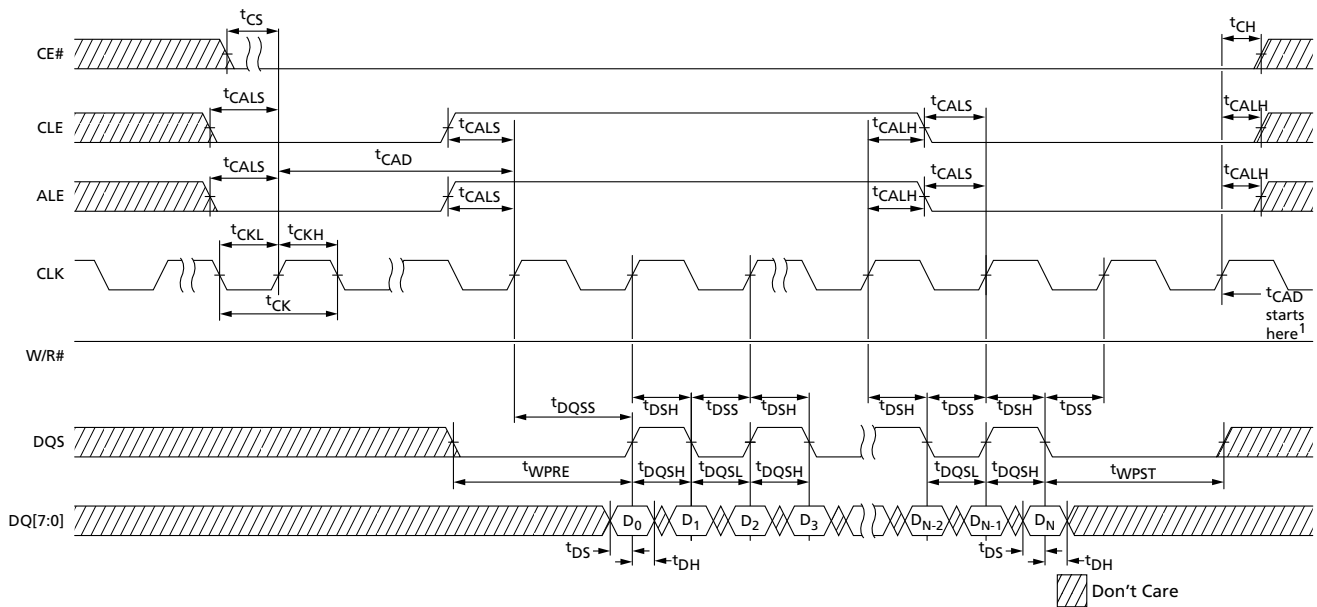 tCS
tCH
CE#
tCALS
tCALS
tCALH
tCALS
tCALH
CLE
tCAD
tCALS
tCALS
tCALH
tCALS
tCALH
ALE
tCKL
tCKH
CLK
tCK
tCAD
starts
here1
W/R#
tDQSS
tDSH
tDSS
tDSH
tDSH
tDSS
tDSH
tDSS
DQS
tWPRE
tDQSH
tDQSL
tDQSH
tDQSL
tDQSH
tWPST
DQ[7:0]
D0
D1
D2
D3
DN-2
DN-1
DN
tDS
tDH
tDS
tDH
Don't Care